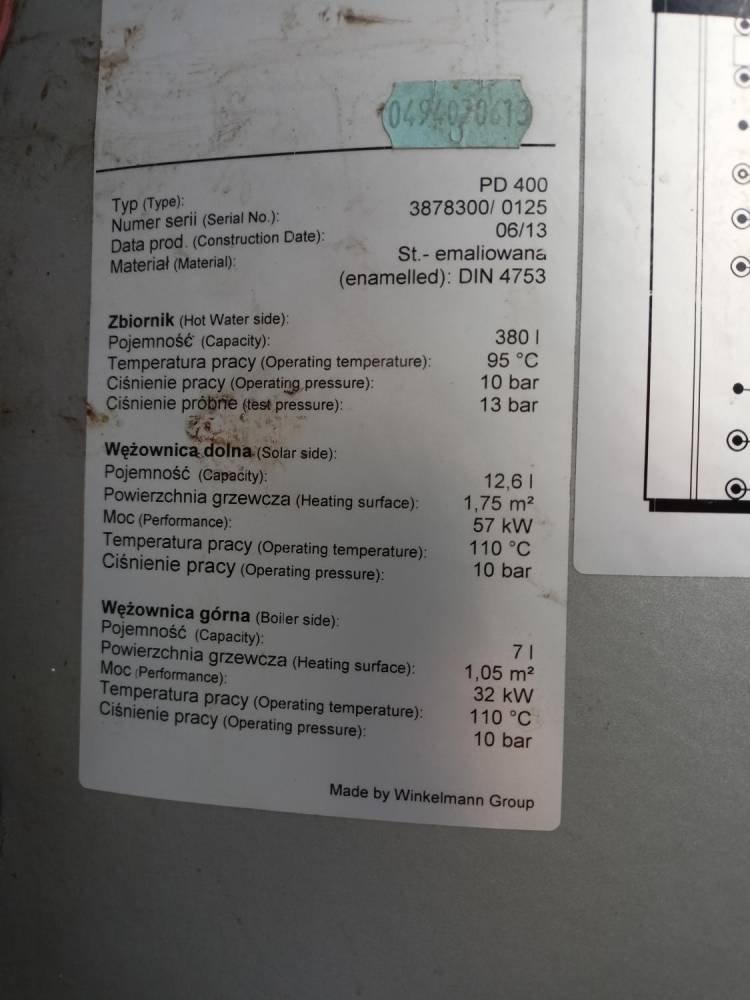 0494070613
Typ (Type): PD 400
Numer serii (Serial No.): 3878300/ 0125
Data prod. (Construction Date): 06/13
Materiał (Material): St.- emaliowana
(enamelled): DIN 4753
Zbiornik (Hot Water side):
Pojemność (Capacity): 380 l
Temperatura pracy (Operating temperature): 95 °C
Ciśnienie pracy (Operating pressure): 10 bar
Ciśnienie próbne (test pressure): 13 bar
Wężownica dolna (Solar side):
Pojemność (Capacity): 12,6 l
Powierzchnia grzewcza (Heating surface): 1,75 m²
Moc (Performance): 57 kW
Temperatura pracy (Operating temperature): 110 °C
Ciśnienie pracy (Operating pressure): 10 bar
Wężownica górna (Boiler side):
Pojemność (Capacity): 7 l
Powierzchnia grzewcza (Heating surface): 1,05 m²
Moc (Performance): 32 kW
Temperatura pracy (Operating temperature): 110 °C
Ciśnienie pracy (Operating pressure): 10 bar
Made by Winkelmann Group